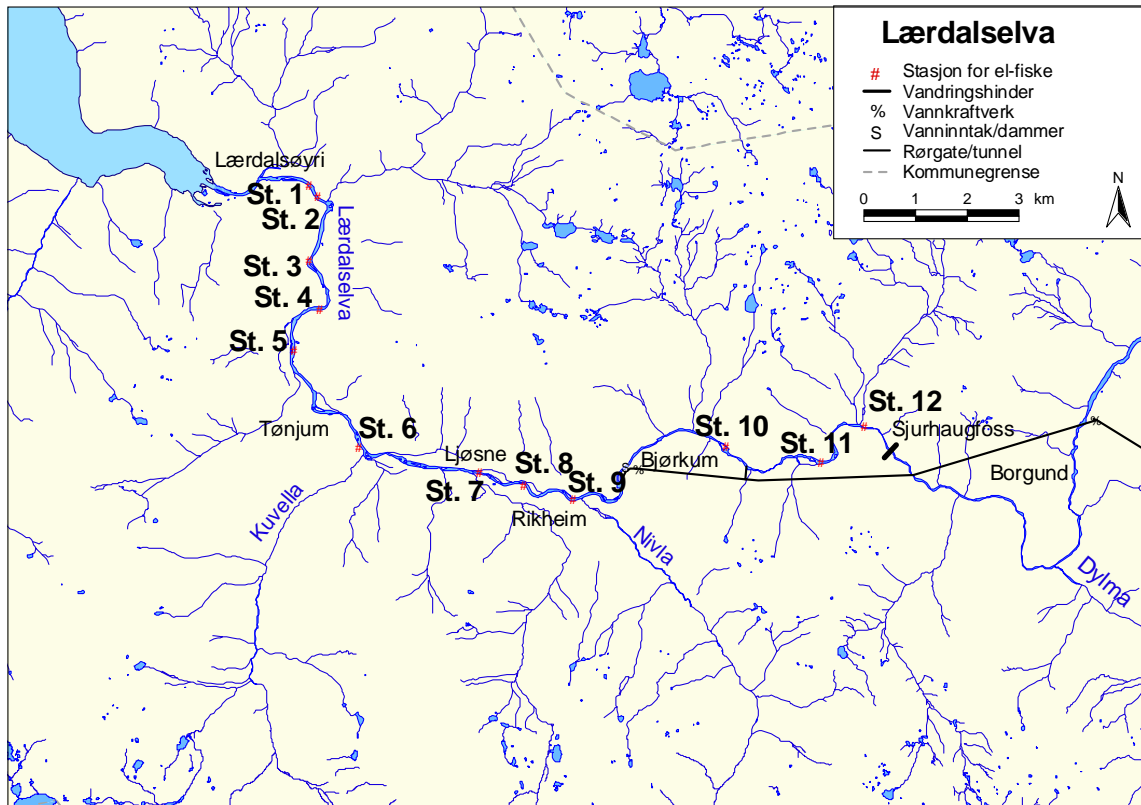 Lærdalselva
# Stasjon for el-fiske
Vandringshinder
% Vannkraftverk
S Vanninntak/dammer
Rørgate/tunnel
Kommunegrense
N
0 1 2 3 km
Lærdalsøvri
St. 1
St. 2
Lærdalselva
St. 3
St. 4
St. 5
Tønjum
St. 6
Ljøsne
St. 7
St. 8
St. 9
Rikheim
Bjørkum
St. 10
St. 11
St. 12
Sjurhaugfoss
Borgund
Kuvella
Nivla
Dylma